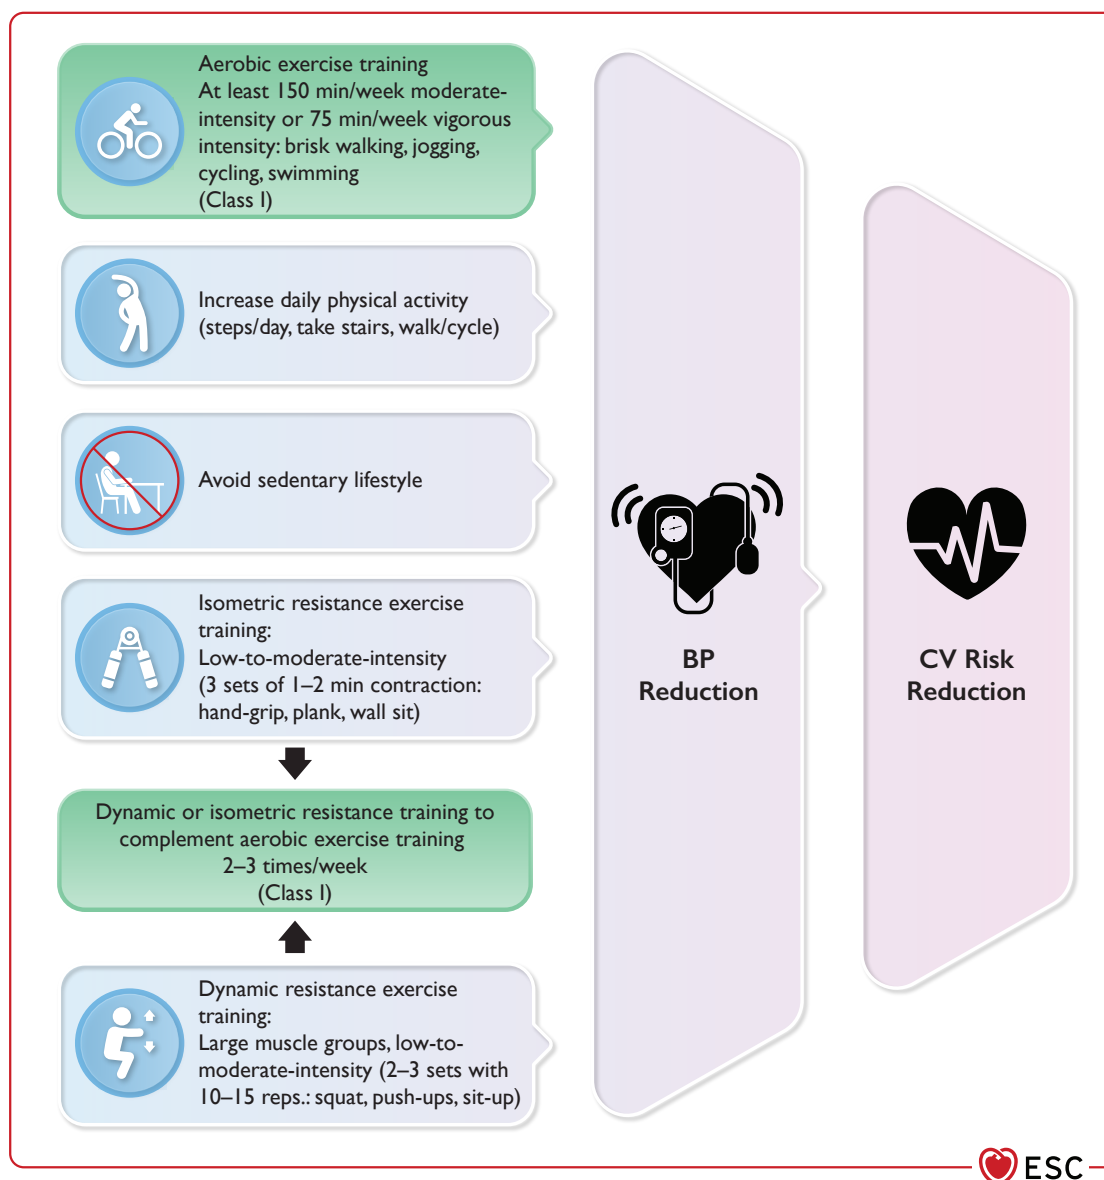 Aerobic exercise training
At least 150 min/week moderate-
intensity or 75 min/week vigorous
intensity: brisk walking, jogging,
cycling, swimming
(Class I)
Increase daily physical activity
(steps/day, take stairs, walk/cycle)
Avoid sedentary lifestyle
Isometric resistance exercise
training:
Low-to-moderate-intensity
(3 sets of 1–2 min contraction:
hand-grip, plank, wall sit)
Dynamic or isometric resistance training to
complement aerobic exercise training
2–3 times/week
(Class I)
Dynamic resistance exercise
training:
Large muscle groups, low-to-
moderate-intensity (2–3 sets with
10–15 reps.: squat, push-ups, sit-up)
BP
Reduction
CV Risk
Reduction
ESC